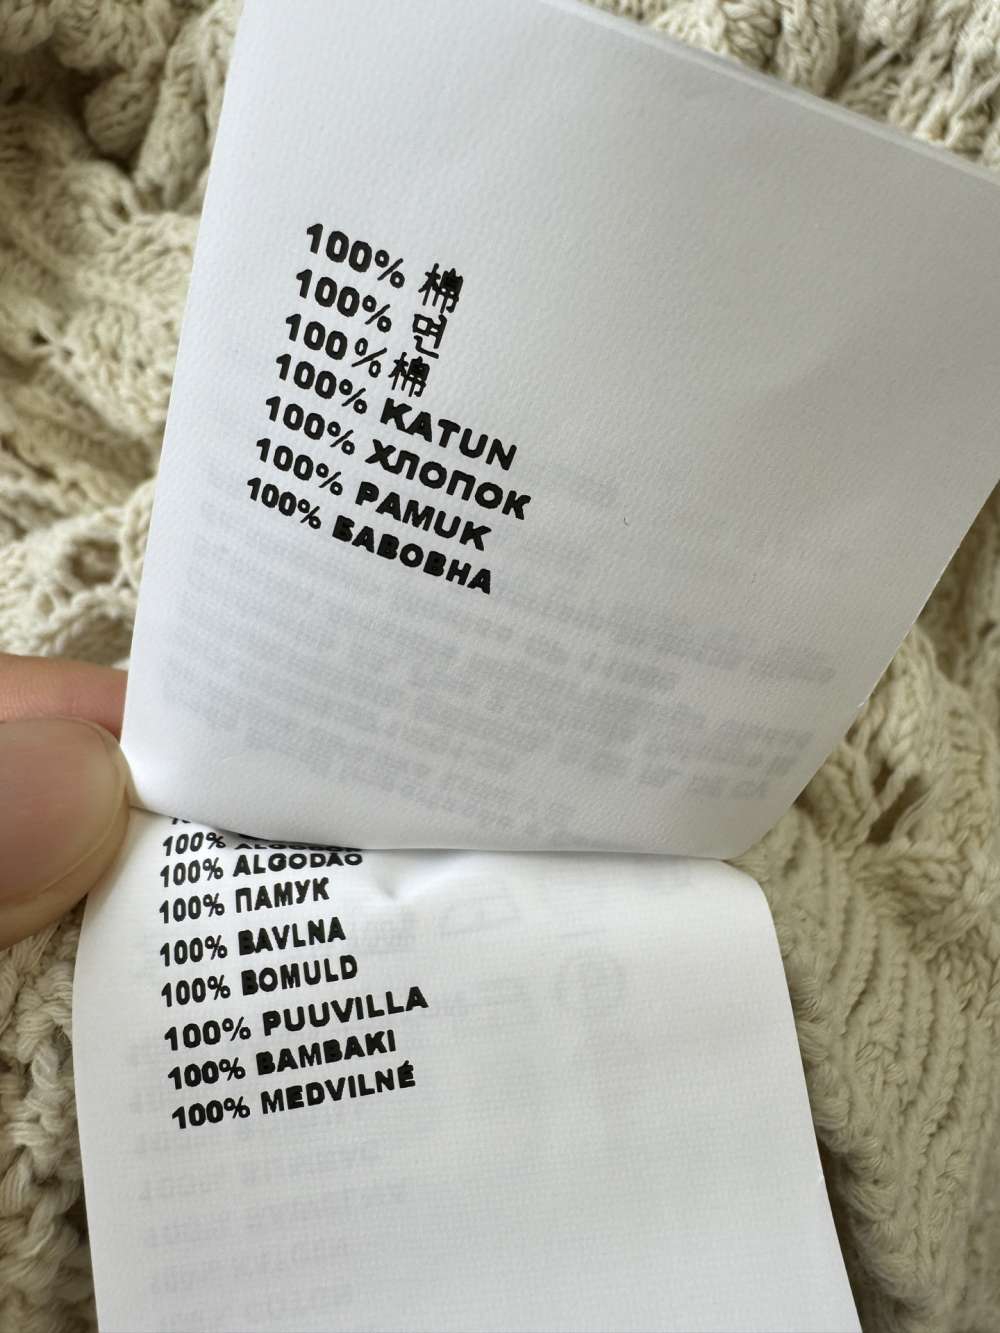 100% 棉
100% 면
100% 棉
100% KATUN
100% ХЛОПОК
100% PAMUK
100% БАВОВНА
100%
100% ALGODÃO
100% ПАМУК
100% BAVLNA
100% BOMULD
100% PUUVILLA
100% BAMBAKI
100% MEDVILNÉ